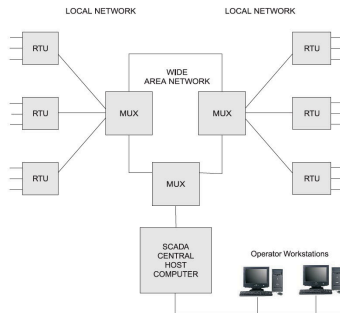 LOCAL NETWORK
LOCAL NETWORK
RTU
RTU
WIDE
AREA NETWORK
RTU
MUX
MUX
RTU
RTU
MUX
RTU
SCADA
CENTRAL
HOST
COMPUTER
Operator Workstations